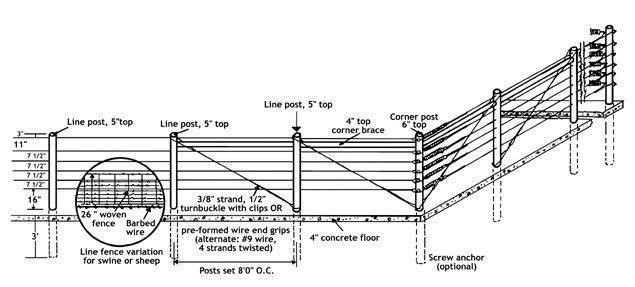 Line post, 5" top
Corner post
6" top
Line post, 5"top
Line post, 5" top
4" top
corner brace
3"
11"
7 1/2"
7 1/2"
7 1/2"
7 1/2"
16"
3'
26 " woven
fence
Barbed
wire
Line fence variation
for swine or sheep
3/8" strand, 1/2"
turnbuckle with clips OR
pre-formed wire end grips
(alternate: #9 wire,
4 strands twisted)
Posts set 8'0" O.C.
4" concrete floor
Screw anchor
(optional)